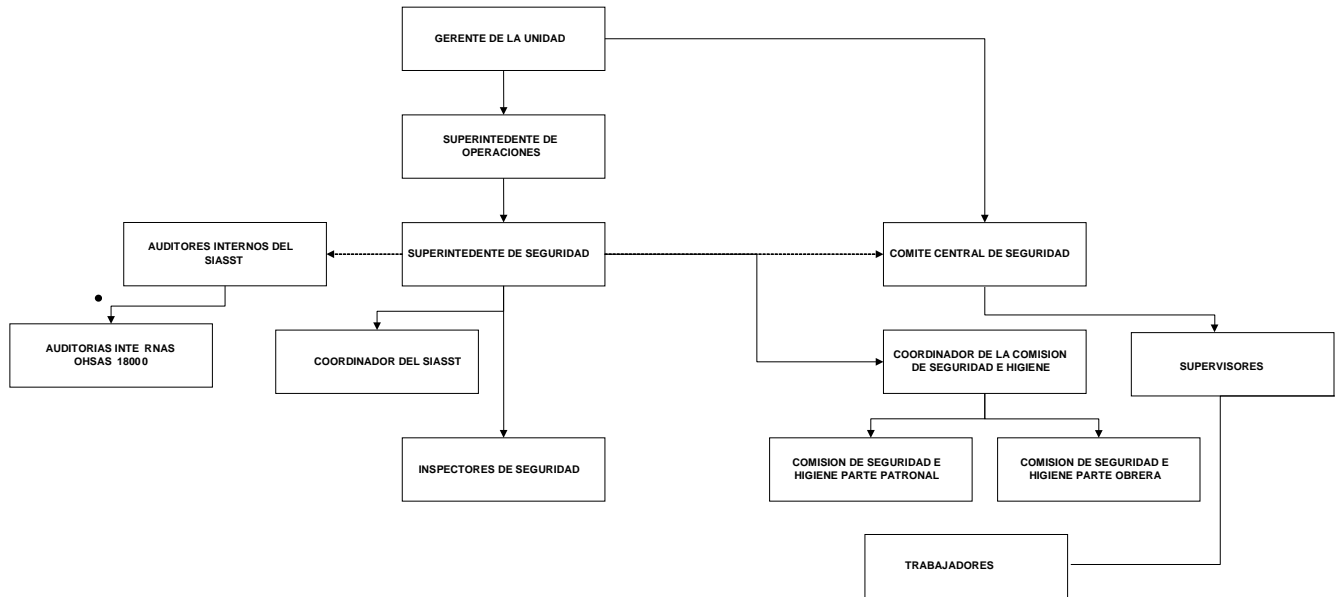 GERENTE DE LA UNIDAD
SUPERINTEDENTE DE
OPERACIONES
AUDITORES INTERNOS DEL
SIASST
SUPERINTEDENTE DE SEGURIDAD
COMITE CENTRAL DE SEGURIDAD
AUDITORIAS INTE RNAS
OHSAS 18000
COORDINADOR DEL SIASST
COORDINADOR DE LA COMISION
DE SEGURIDAD E HIGIENE
SUPERVISORES
INSPECTORES DE SEGURIDAD
COMISION DE SEGURIDAD E
HIGIENE PARTE PATRONAL
COMISION DE SEGURIDAD E
HIGIENE PARTE OBRERA
TRABAJADORES